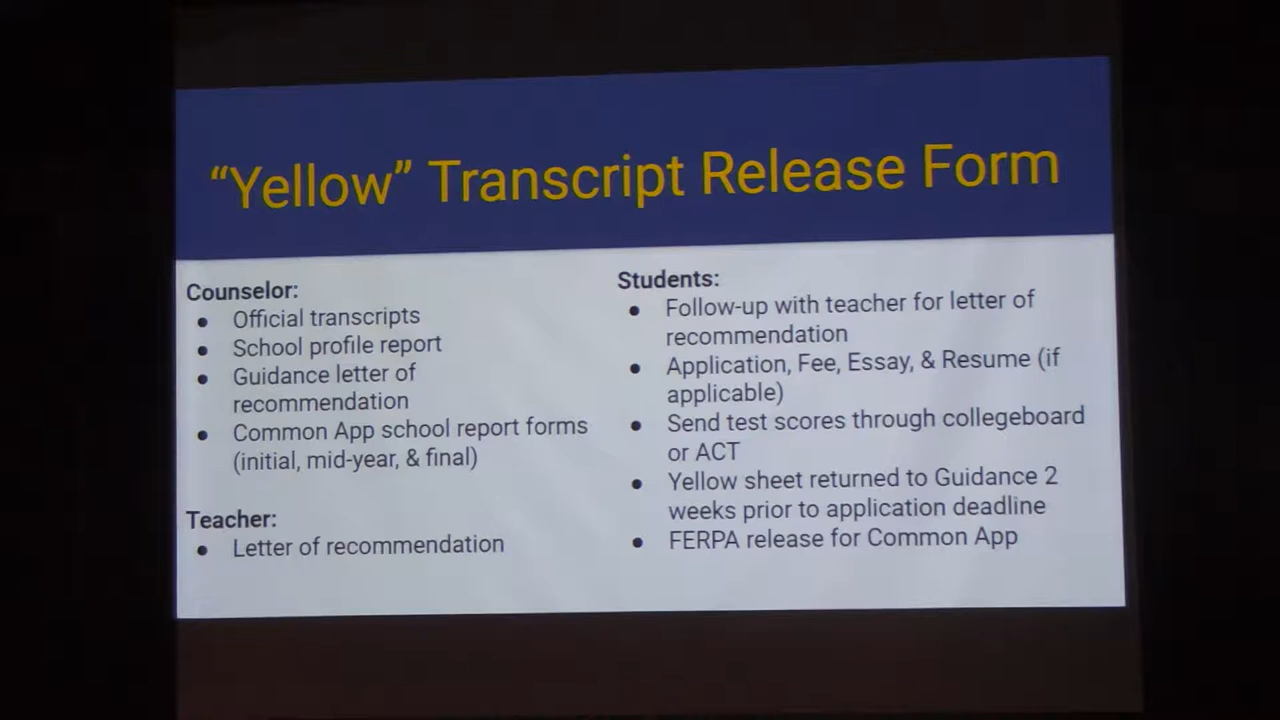 “Yellow” Transcript Release Form
Counselor:
● Official transcripts
● School profile report
● Guidance letter of
recommendation
● Common App school report forms
(initial, mid-year, & final)
Teacher:
● Letter of recommendation
Students:
● Follow-up with teacher for letter of
recommendation
● Application, Fee, Essay, & Resume (if
applicable)
● Send test scores through collegeboard
or ACT
● Yellow sheet returned to Guidance 2
weeks prior to application deadline
● FERPA release for Common App